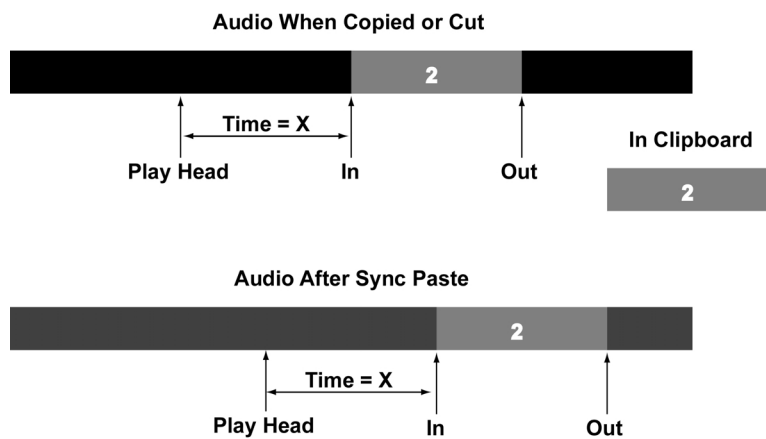 Audio When Copied or Cut
2
Time = X
Play Head
In
Out
In Clipboard
2
Audio After Sync Paste
2
Time = X
Play Head
In
Out